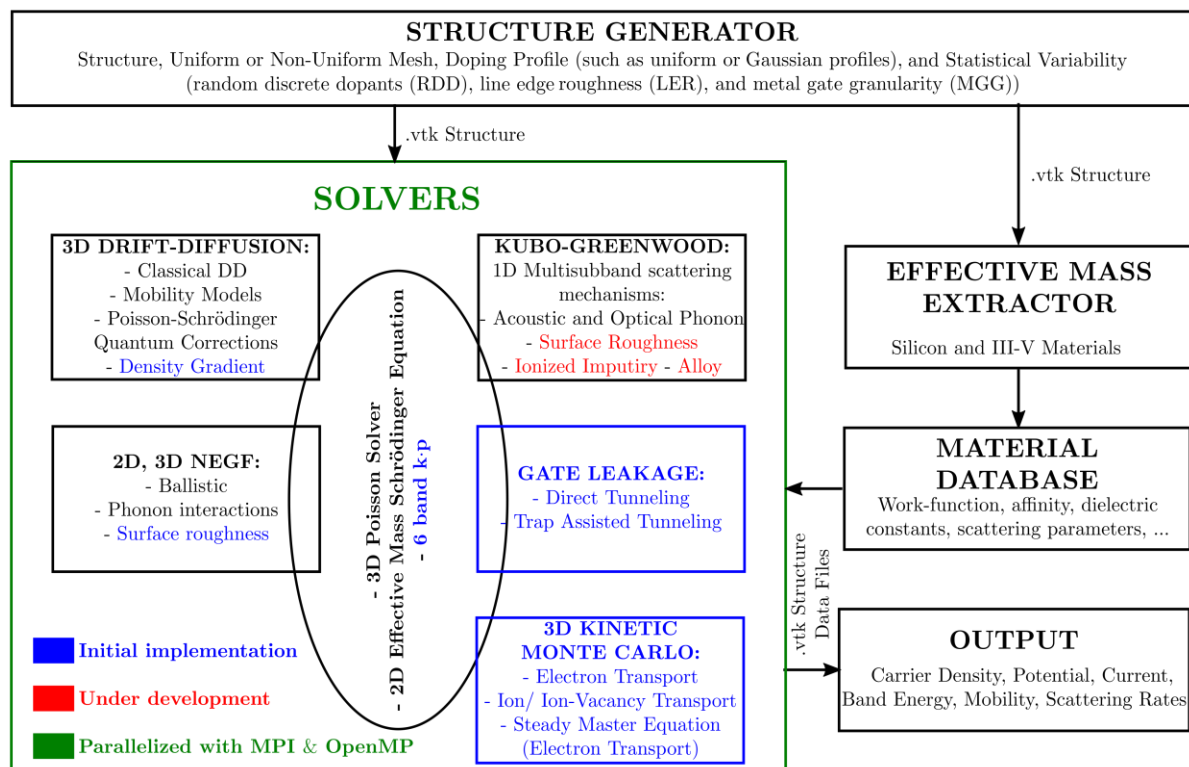 STRUCTURE GENERATOR
Structure, Uniform or Non-Uniform Mesh, Doping Profile (such as uniform or Gaussian profiles), and Statistical Variability
(random discrete dopants (RDD), line edge roughness (LER), and metal gate granularity (MGG))
.vtk Structure
.vtk Structure
SOLVERS
3D DRIFT-DIFFUSION:
- Classical DD
- Mobility Models
- Poisson-Schrödinger
Quantum Corrections
- Density Gradient
KUBO-GREENWOOD:
1D Multisubband scattering
mechanisms:
- Acoustic and Optical Phonon
- Surface Roughness
- Ionized Imputiry - Alloy
2D, 3D NEGF:
- Ballistic
- Phonon interactions
- Surface roughness
- 3D Poisson Solver
- 2D Effective Mass Schrödinger Equation
- 6 band k·p
GATE LEAKAGE:
- Direct Tunneling
- Trap Assisted Tunneling
3D KINETIC
MONTE CARLO:
- Electron Transport
- Ion/ Ion-Vacancy Transport
- Steady Master Equation
(Electron Transport)
Initial implementation
Under development
Parallelized with MPI & OpenMP
EFFECTIVE MASS
EXTRACTOR
Silicon and III-V Materials
MATERIAL
DATABASE
Work-function, affinity, dielectric
constants, scattering parameters, ...
.vtk Structure
Data Files
OUTPUT
Carrier Density, Potential, Current,
Band Energy, Mobility, Scattering Rates